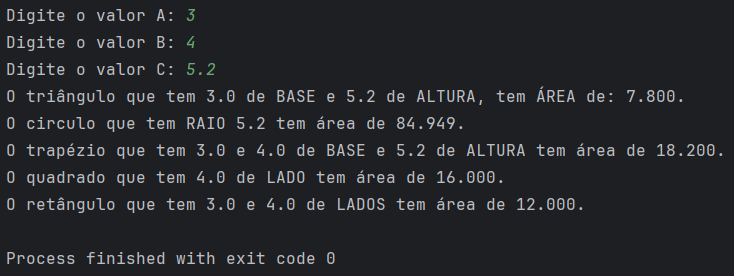 Digite o valor A: 3
Digite o valor B: 4
Digite o valor C: 5.2
O triângulo que tem 3.0 de BASE e 5.2 de ALTURA, tem ÁREA de: 7.800.
O circulo que tem RAIO 5.2 tem área de 84.949.
O trapézio que tem 3.0 e 4.0 de BASE e 5.2 de ALTURA tem área de 18.200.
O quadrado que tem 4.0 de LADO tem área de 16.000.
O retângulo que tem 3.0 e 4.0 de LADOS tem área de 12.000.
Process finished with exit code 0